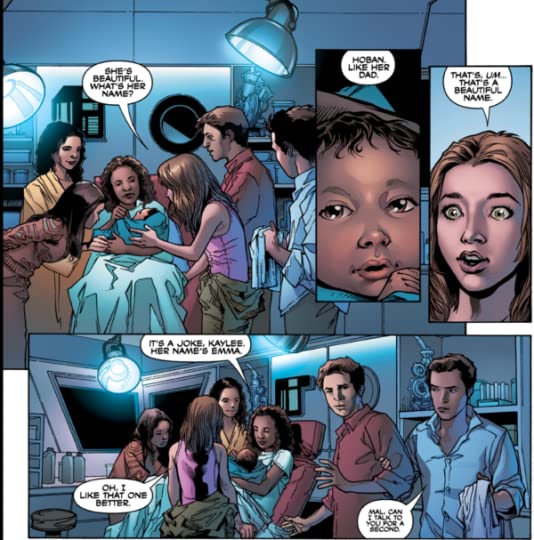 SHE'S
BEAUTIFUL.
WHAT'S HER
NAME?
HOBAN.
LIKE HER
DAD.
THAT'S, UM...
THAT'S A
BEAUTIFUL
NAME.
IT'S A JOKE, KAYLEE.
HER NAME'S EMMA.
OH, I
LIKE THAT ONE
BETTER.
MAL, CAN
I TALK TO
YOU FOR A
SECOND.